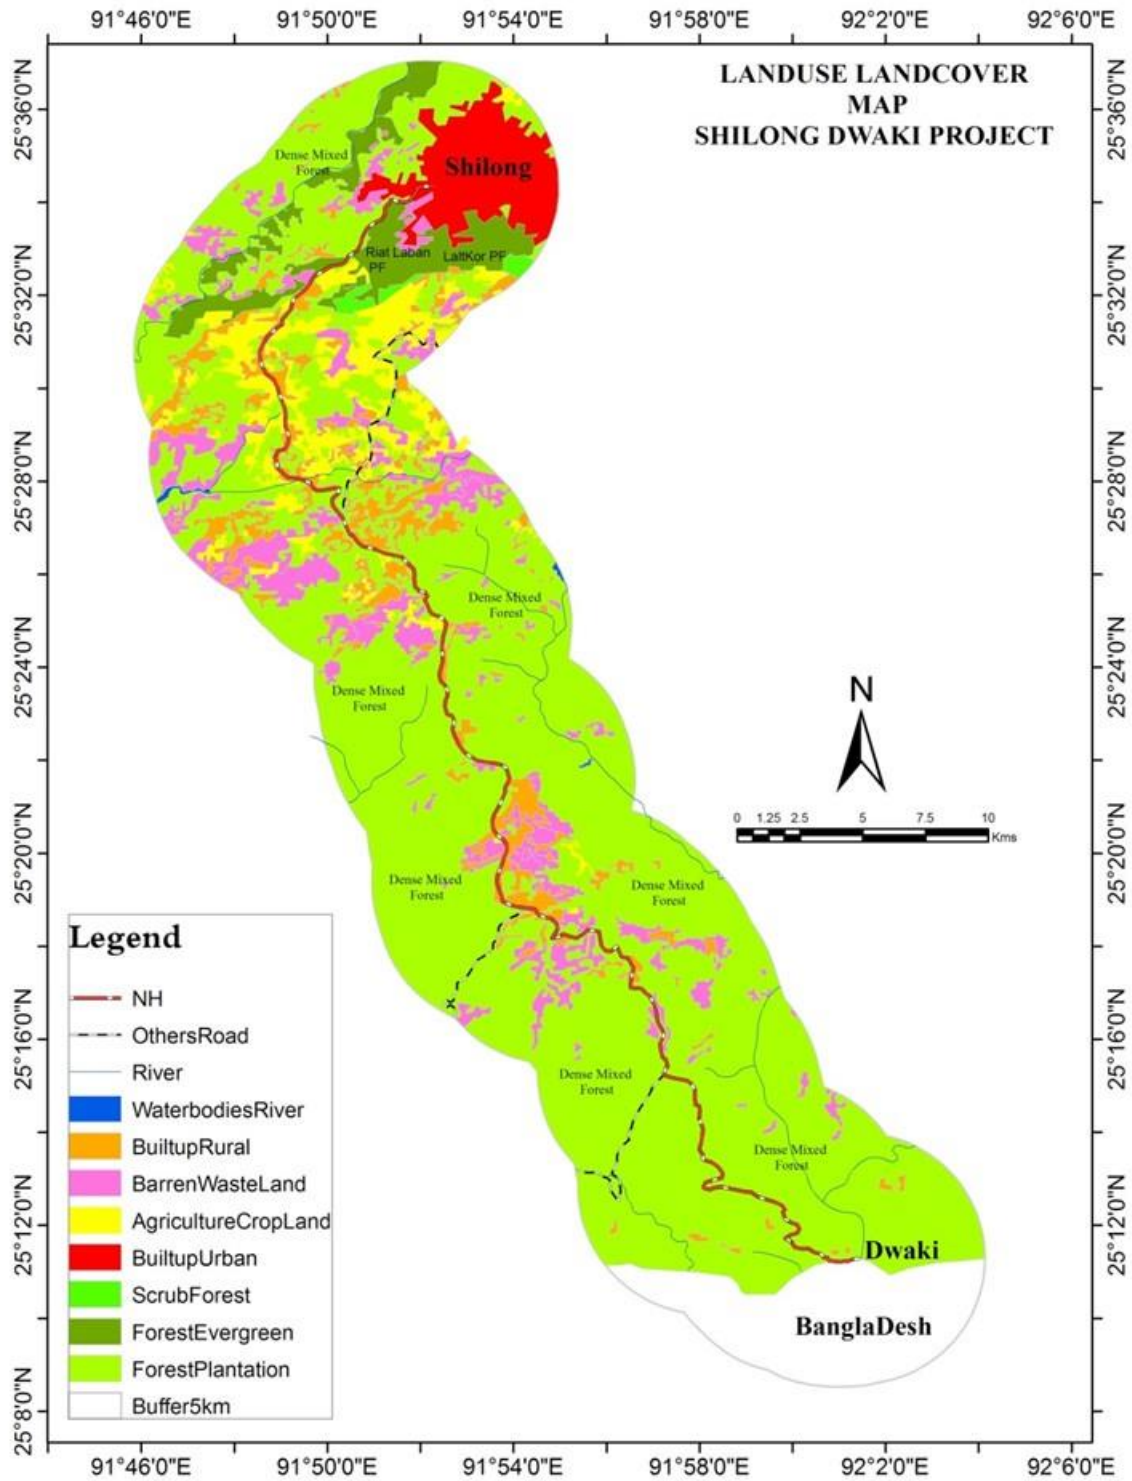 91°46'0"E 91°50'0"E 91°54'0"E 91°58'0"E 92°2'0"E 92°6'0"E
LANDUSE LANDCOVER
MAP
SHILONG DWAKI PROJECT
25°36'0"N
25°36'0"N
Dense Mixed
Forest
Shilong
Riat Laban
PF
LaltKor PF
25°32'0"N
25°32'0"N
25°28'0"N
25°28'0"N
Dense Mixed
Forest
25°24'0"N
25°24'0"N
Dense Mixed
Forest
N
0 1.25 2.5 5 7.5 10
Kms
25°20'0"N
25°20'0"N
Dense Mixed
Forest
Dense Mixed
Forest
25°16'0"N
25°16'0"N
Dense Mixed
Forest
Dense Mixed
Forest
25°12'0"N
25°12'0"N
Dwaki
BanglaDesh
25°8'0"N
25°8'0"N
Legend
NH
OthersRoad
River
WaterbodiesRiver
BuiltupRural
BarrenWasteLand
AgricultureCropLand
BuiltupUrban
ScrubForest
ForestEvergreen
ForestPlantation
Buffer5km
91°46'0"E 91°50'0"E 91°54'0"E 91°58'0"E 92°2'0"E 92°6'0"E